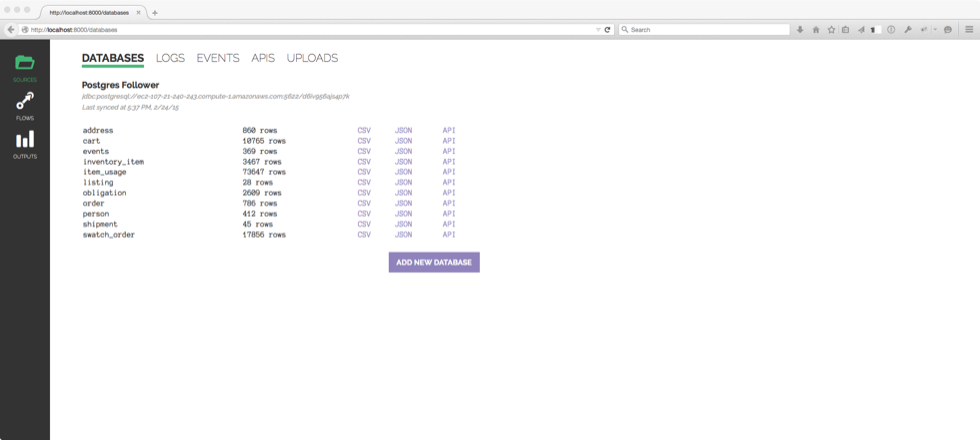 http://localhost:8000/databases
http://localhost:8000/databases
Search
SOURCES
FLOWS
OUTPUTS
DATABASES LOGS EVENTS APIS UPLOADS
Postgres Follower
jdbc:postgresql://ec2-107-21-240-243.compute-1.amazonaws.com:5622/d6iv956ajs4p7k
Last synced at 5:37 PM, 2/24/15
address 860 rows CSV JSON API
cart 10765 rows CSV JSON API
events 369 rows CSV JSON API
inventory_item 3467 rows CSV JSON API
item_usage 73647 rows CSV JSON API
listing 28 rows CSV JSON API
obligation 2609 rows CSV JSON API
order 786 rows CSV JSON API
person 412 rows CSV JSON API
shipment 45 rows CSV JSON API
swatch_order 17856 rows CSV JSON API
ADD NEW DATABASE